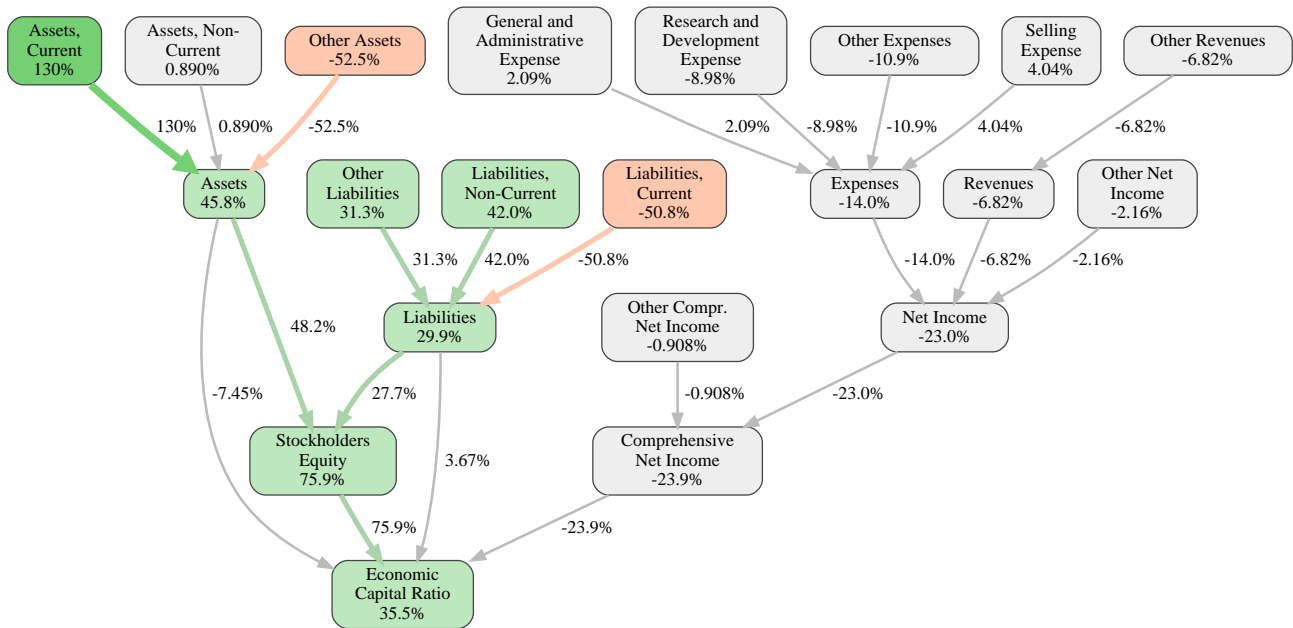 Assets,
Current
130%
Assets, Non-
Current
0.890%
Other Assets
-52.5%
General and
Administrative
Expense
2.09%
Research and
Development
Expense
-8.98%
Other Expenses
-10.9%
Selling
Expense
4.04%
Other Revenues
-6.82%
130%
0.890%
-52.5%
2.09%
-8.98%
-10.9%
4.04%
-6.82%
Assets
45.8%
Other
Liabilities
31.3%
Liabilities,
Non-Current
42.0%
Liabilities,
Current
-50.8%
Expenses
-14.0%
Revenues
-6.82%
Other Net
Income
-2.16%
31.3%
42.0%
-50.8%
-14.0%
-6.82%
-2.16%
48.2%
Liabilities
29.9%
Other Compr.
Net Income
-0.908%
Net Income
-23.0%
-7.45%
27.7%
-0.908%
-23.0%
Stockholders
Equity
75.9%
3.67%
Comprehensive
Net Income
-23.9%
75.9%
-23.9%
Economic
Capital Ratio
35.5%